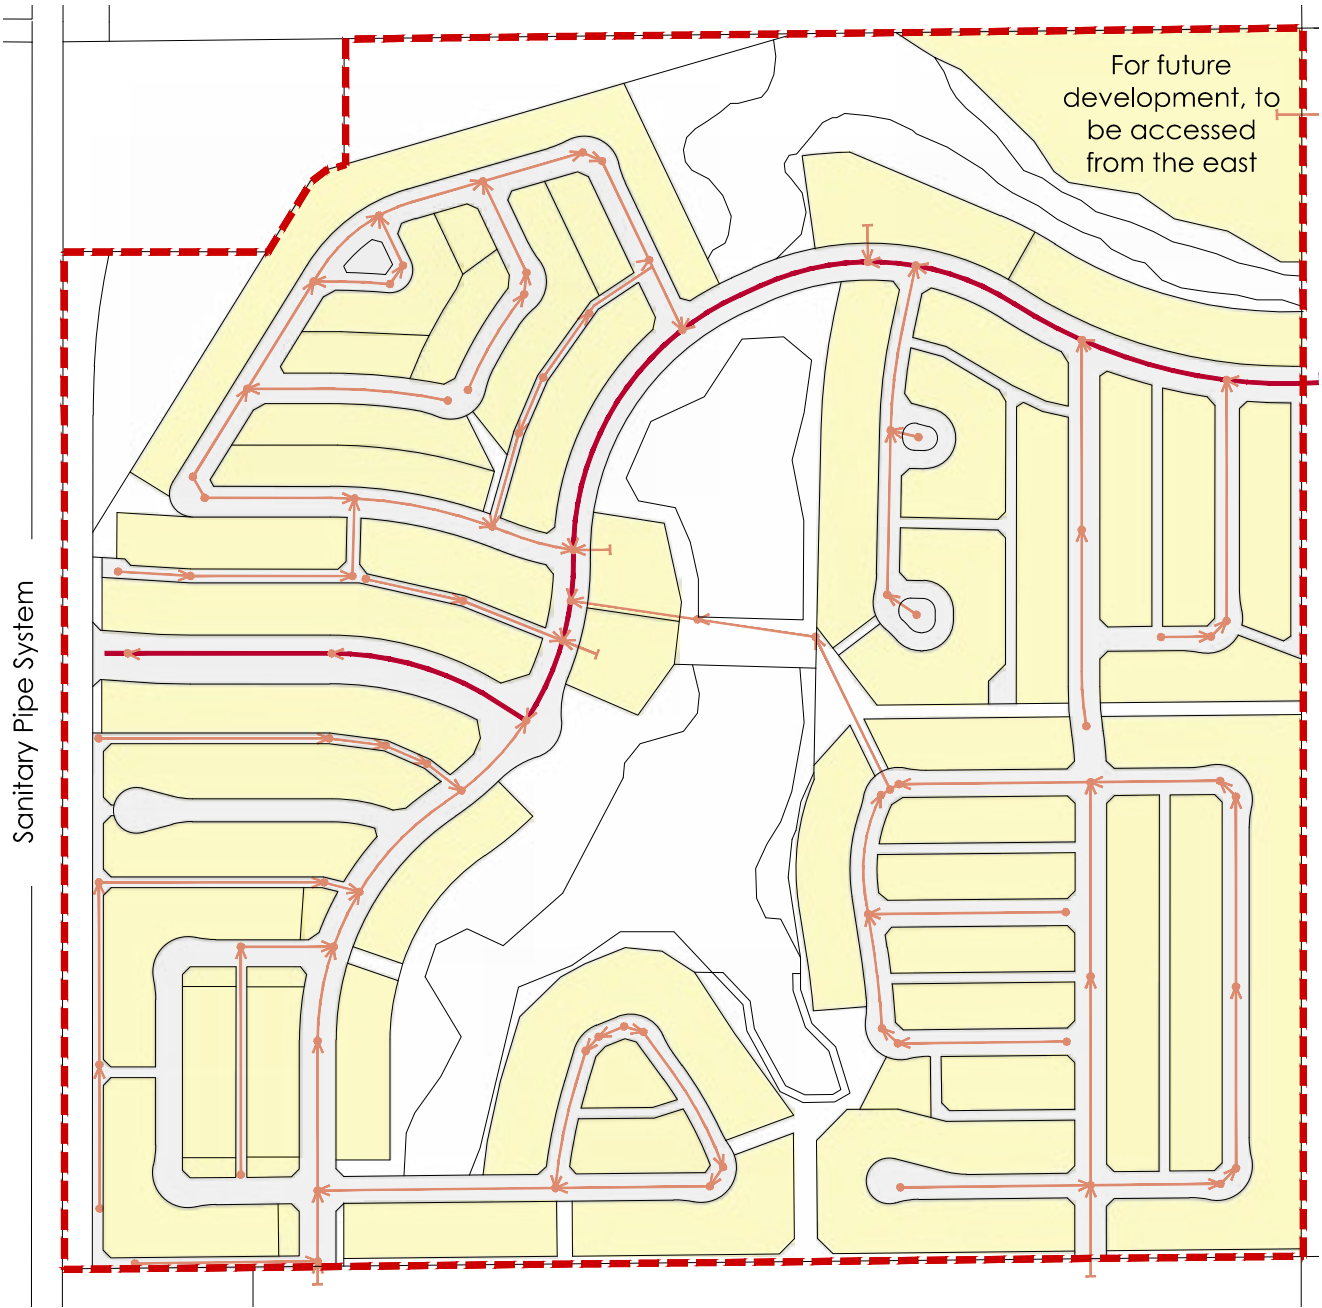 For future
development, to
be accessed
from the east
Sanitary Pipe System